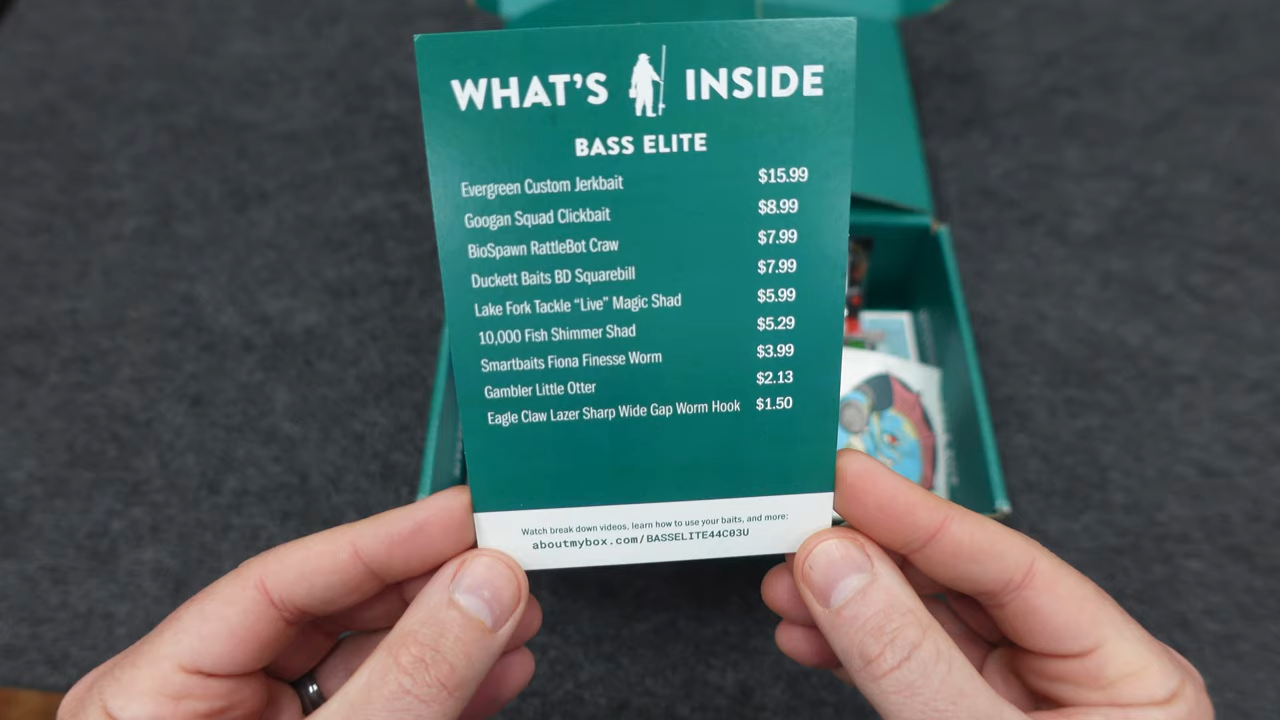 WHAT'S INSIDE
BASS ELITE
Evergreen Custom Jerkbait $15.99
Googan Squad Clickbait $8.99
BioSpawn RattleBot Craw $7.99
Duckett Baits BD Squarebill $7.99
Lake Fork Tackle “Live” Magic Shad $5.99
10,000 Fish Shimmer Shad $5.29
Smartbaits Fiona Finesse Worm $3.99
Gambler Little Otter $2.13
Eagle Claw Lazer Sharp Wide Gap Worm Hook $1.50
Watch break down videos, learn how to use your baits, and more:
aboutmybox.com/BASSELITE44C03U